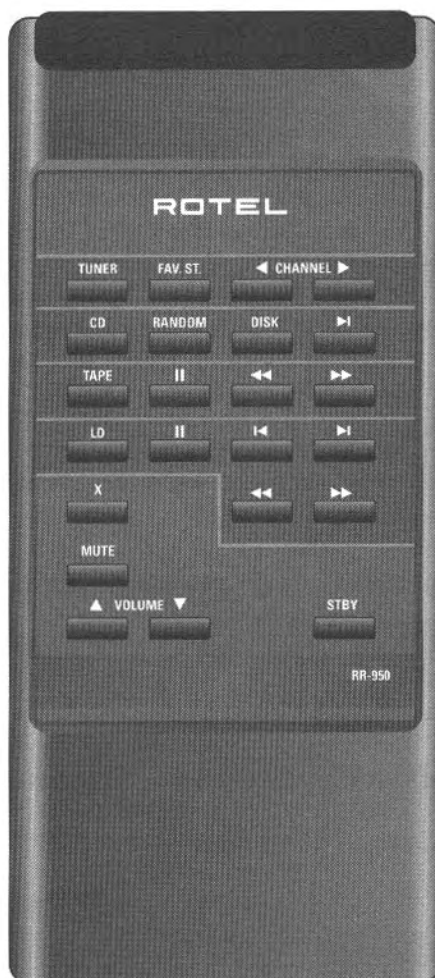 ROTEL
TUNER FAV. ST. ◀ CHANNEL ▶
CD RANDOM DISK ▶I
TAPE II ◀◀ ▶▶
LD II I◀ ▶I
X ◀◀ ▶▶
MUTE
▲ VOLUME ▼ STBY
RR-950